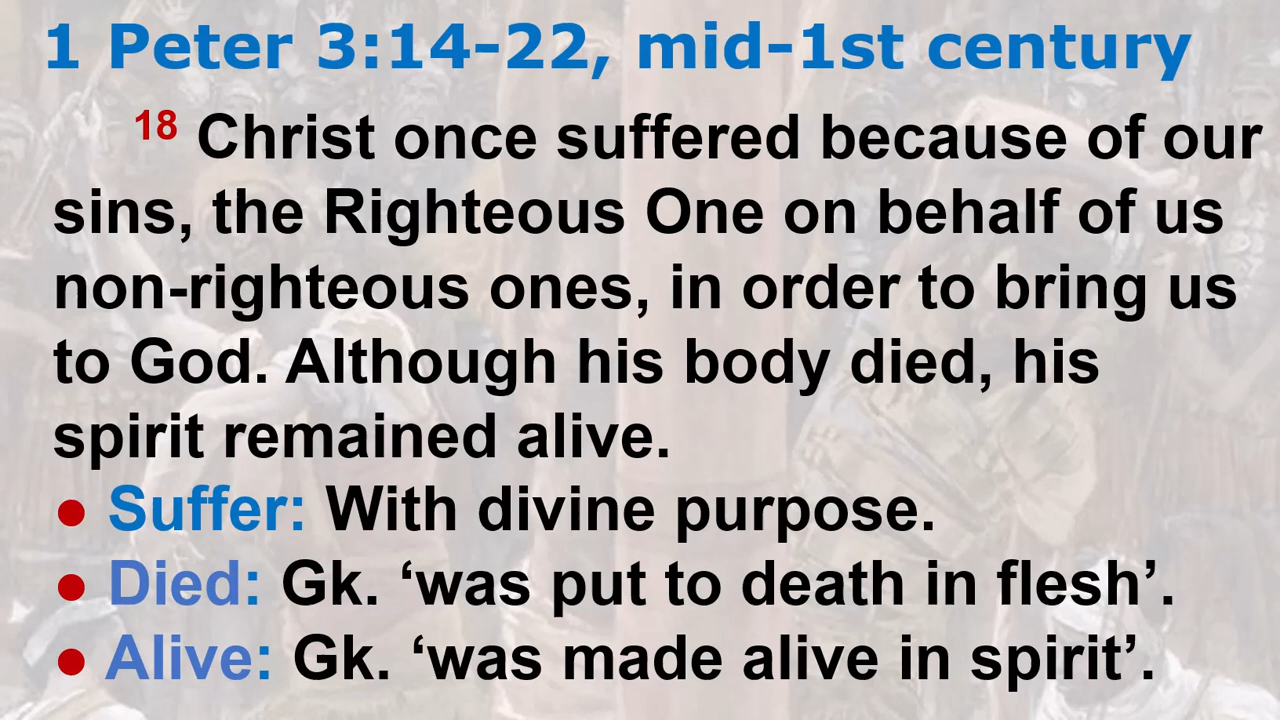 1 Peter 3:14-22, mid-1st century
18 Christ once suffered because of our
sins, the Righteous One on behalf of us
non-righteous ones, in order to bring us
to God. Although his body died, his
spirit remained alive.
● Suffer: With divine purpose.
● Died: Gk. ‘was put to death in flesh’.
● Alive: Gk. ‘was made alive in spirit’.